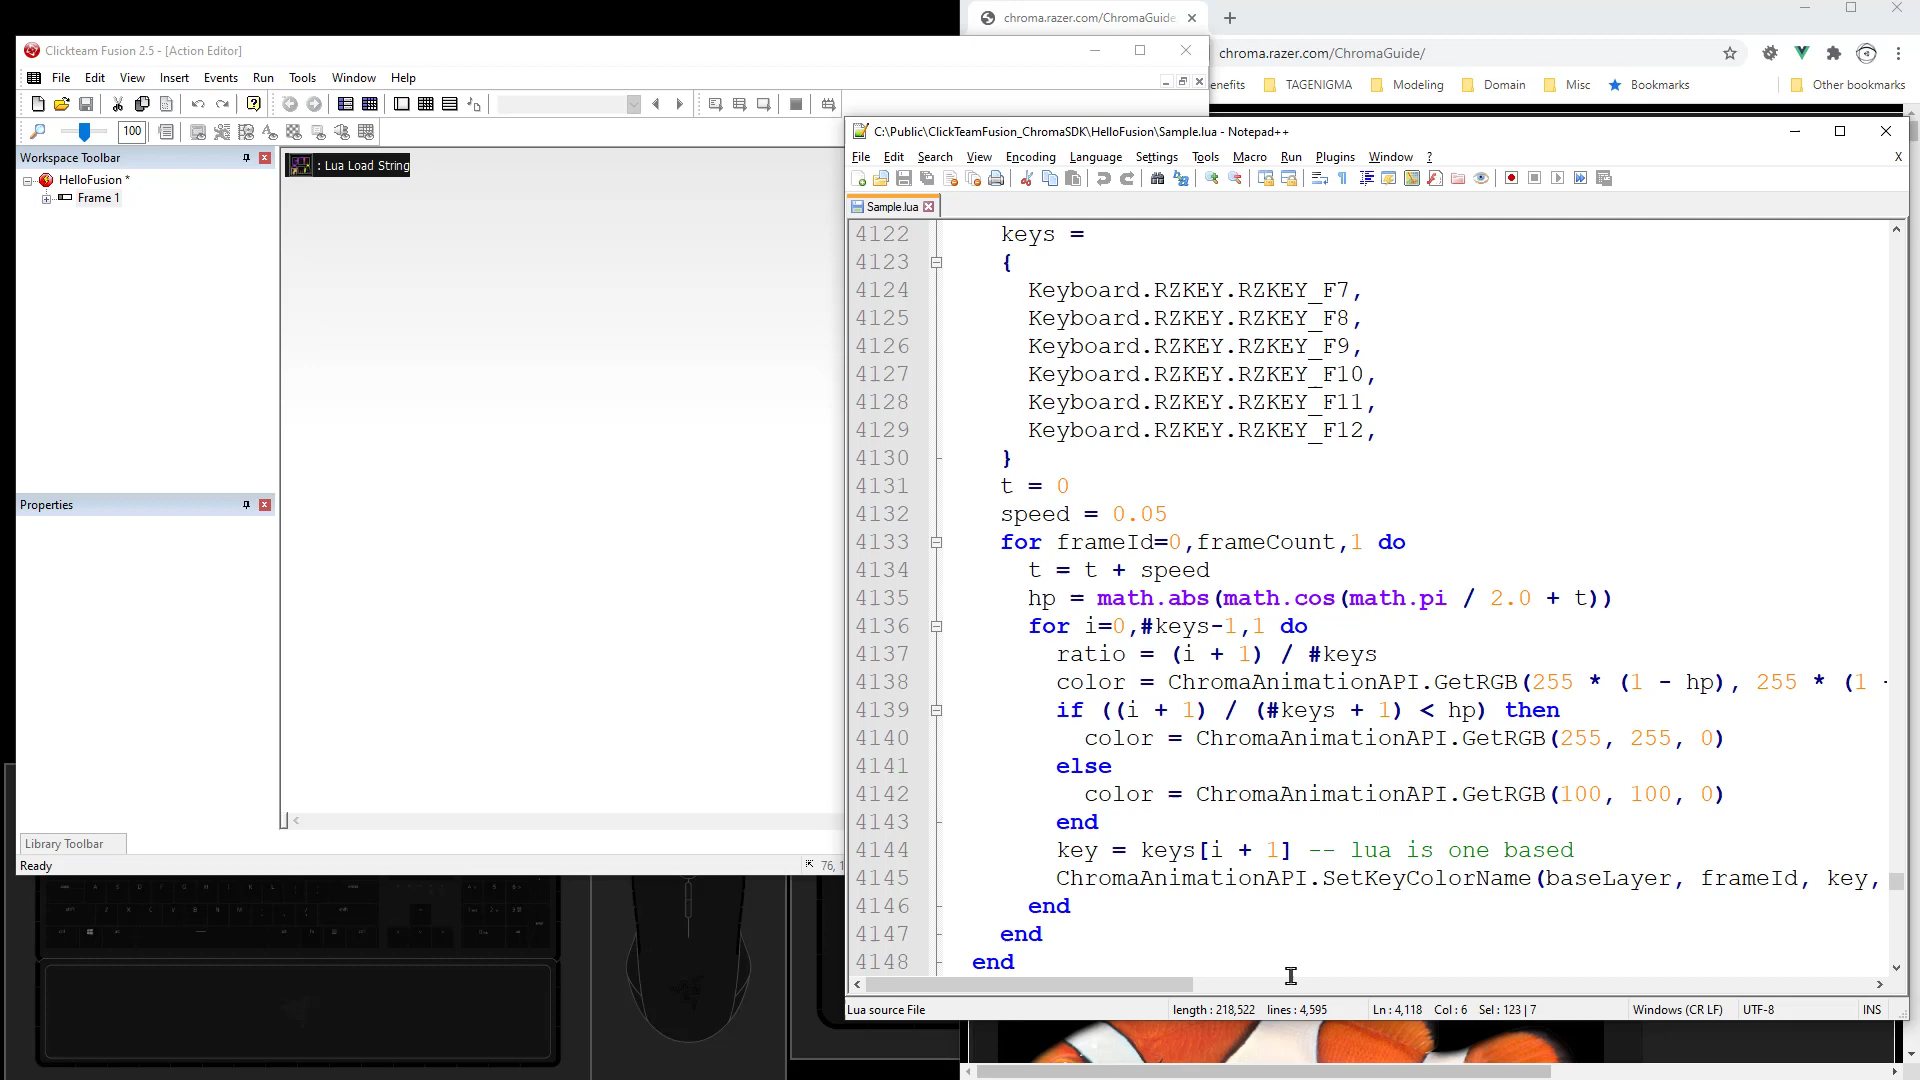 chroma.razer.com/ChromaGuide
Clickteam Fusion 2.5 - [Action Editor]
chroma.razer.com/ChromaGuide/
File Edit View Insert Events Run Tools Window Help
enefits TAGENIGMA Modeling Domain Misc Bookmarks Other bookmarks
100
C:\Public\ClickTeamFusion_ChromaSDK\HelloFusion\Sample.lua - Notepad++
File Edit Search View Encoding Language Settings Tools Macro Run Plugins Window ? X
Workspace Toolbar
HelloFusion *
Frame 1
: Lua Load String
Properties
Library Toolbar
Ready
76, 1
Sample.lua
4122 keys =
4123 {
4124 Keyboard.RZKEY.RZKEY_F7,
4125 Keyboard.RZKEY.RZKEY_F8,
4126 Keyboard.RZKEY.RZKEY_F9,
4127 Keyboard.RZKEY.RZKEY_F10,
4128 Keyboard.RZKEY.RZKEY_F11,
4129 Keyboard.RZKEY.RZKEY_F12,
4130 }
4131 t = 0
4132 speed = 0.05
4133 for frameId=0,frameCount,1 do
4134 t = t + speed
4135 hp = math.abs(math.cos(math.pi / 2.0 + t))
4136 for i=0,#keys-1,1 do
4137 ratio = (i + 1) / #keys
4138 color = ChromaAnimationAPI.GetRGB(255 * (1 - hp), 255 * (1 -
4139 if ((i + 1) / (#keys + 1) < hp) then
4140 color = ChromaAnimationAPI.GetRGB(255, 255, 0)
4141 else
4142 color = ChromaAnimationAPI.GetRGB(100, 100, 0)
4143 end
4144 key = keys[i + 1] -- lua is one based
4145 ChromaAnimationAPI.SetKeyColorName(baseLayer, frameId, key,
4146 end
4147 end
4148 end
Lua source File length : 218,522 lines : 4,595 Ln : 4,118 Col : 6 Sel : 123 | 7 Windows (CR LF) UTF-8 INS